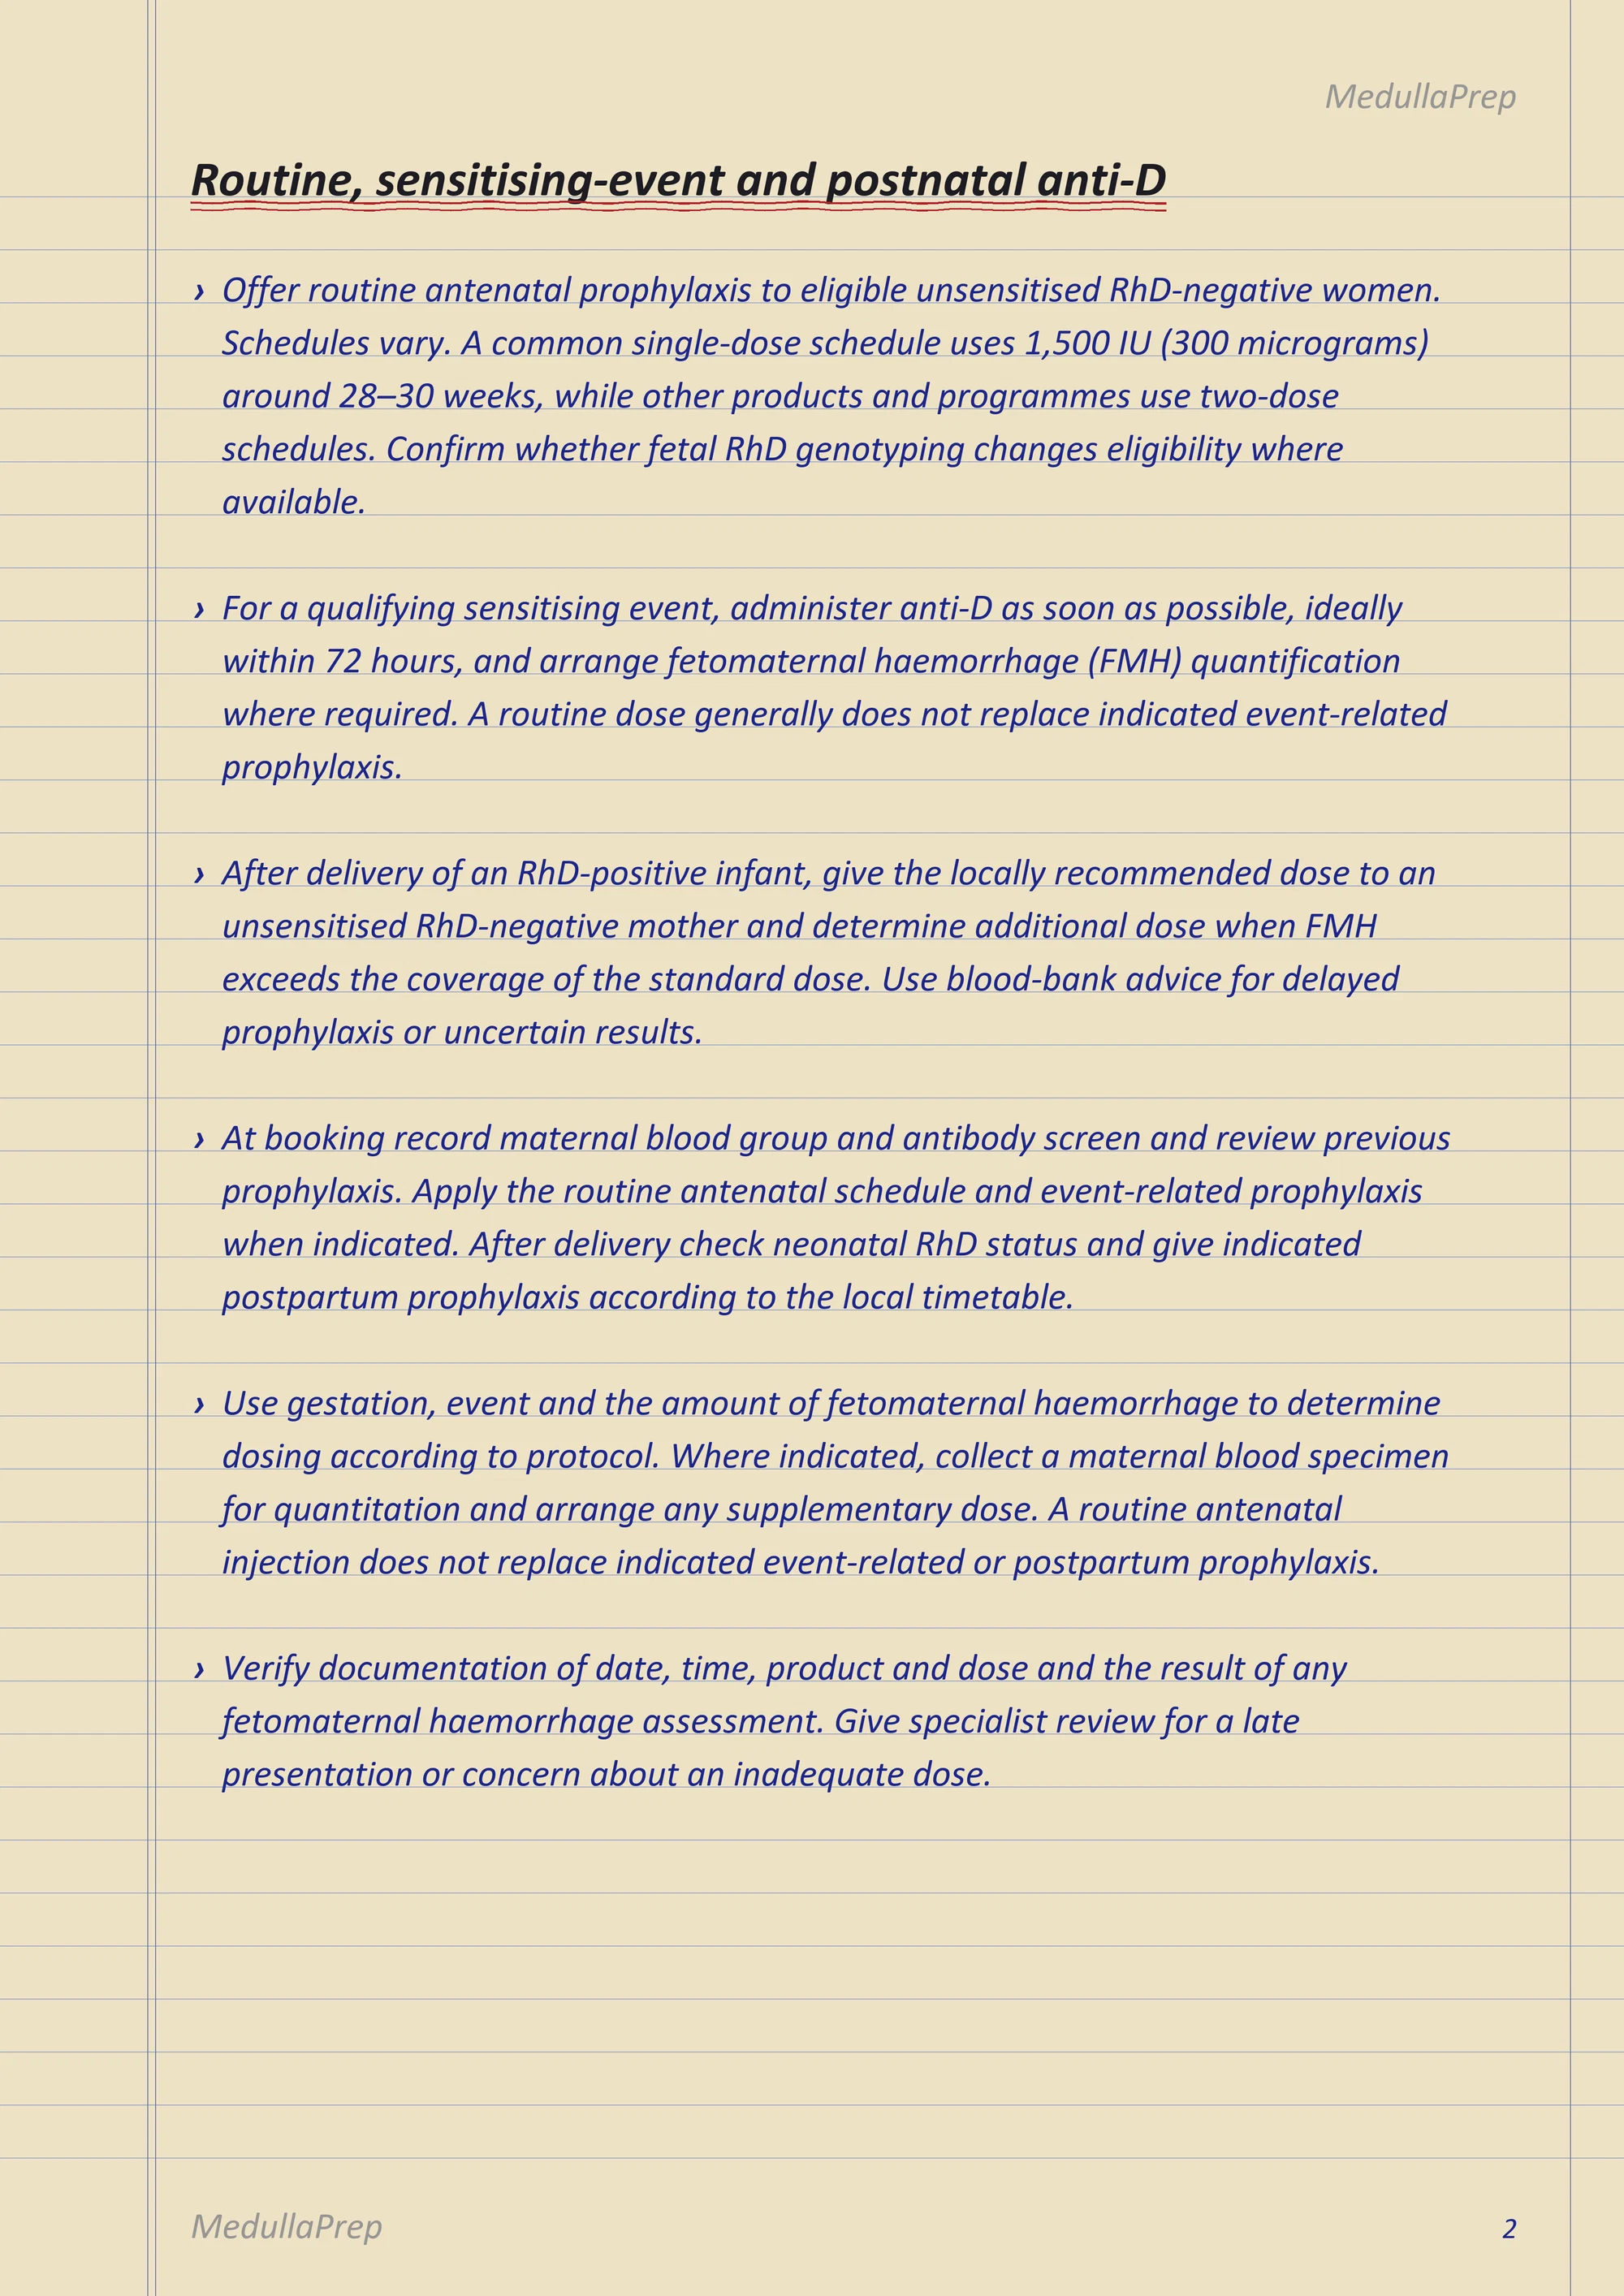 MedullaPrep
Routine, sensitising-event and postnatal anti-D
› Offer routine antenatal prophylaxis to eligible unsensitised RhD-negative women.
Schedules vary. A common single-dose schedule uses 1,500 IU (300 micrograms)
around 28–30 weeks, while other products and programmes use two-dose
schedules. Confirm whether fetal RhD genotyping changes eligibility where
available.
› For a qualifying sensitising event, administer anti-D as soon as possible, ideally
within 72 hours, and arrange fetomaternal haemorrhage (FMH) quantification
where required. A routine dose generally does not replace indicated event-related
prophylaxis.
› After delivery of an RhD-positive infant, give the locally recommended dose to an
unsensitised RhD-negative mother and determine additional dose when FMH
exceeds the coverage of the standard dose. Use blood-bank advice for delayed
prophylaxis or uncertain results.
› At booking record maternal blood group and antibody screen and review previous
prophylaxis. Apply the routine antenatal schedule and event-related prophylaxis
when indicated. After delivery check neonatal RhD status and give indicated
postpartum prophylaxis according to the local timetable.
› Use gestation, event and the amount of fetomaternal haemorrhage to determine
dosing according to protocol. Where indicated, collect a maternal blood specimen
for quantitation and arrange any supplementary dose. A routine antenatal
injection does not replace indicated event-related or postpartum prophylaxis.
› Verify documentation of date, time, product and dose and the result of any
fetomaternal haemorrhage assessment. Give specialist review for a late
presentation or concern about an inadequate dose.
MedullaPrep
2